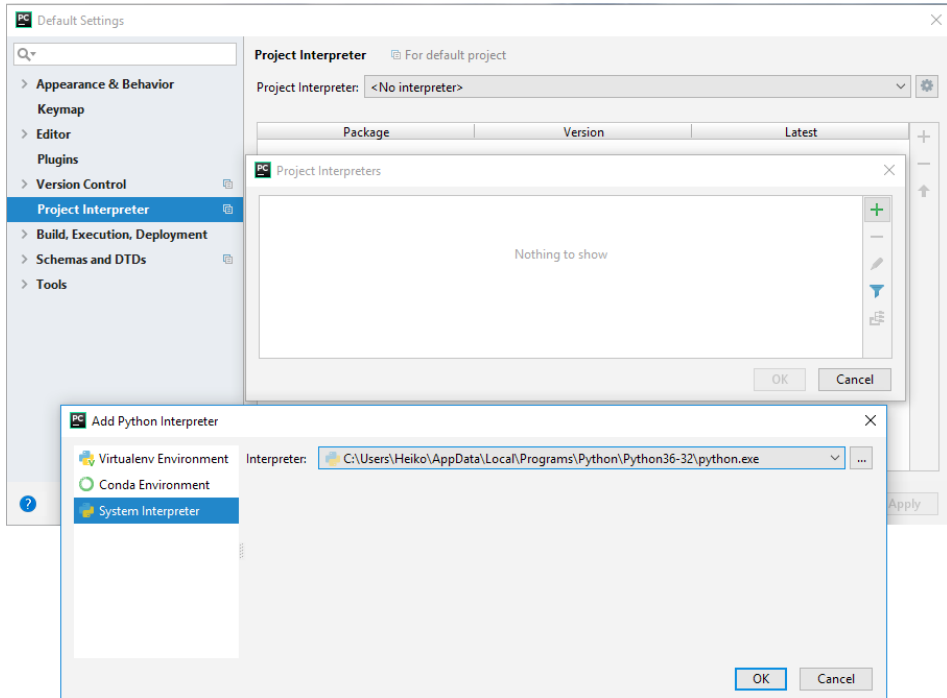 PC Default Settings
Project Interpreter For default project
Appearance & Behavior
Project Interpreter: <No interpreter>
Keymap
Editor
Package Version Latest
Plugins
Version Control
Project Interpreter
Build, Execution, Deployment
Schemas and DTDs
Tools
PC Project Interpreters
Nothing to show
OK Cancel
PC Add Python Interpreter
Virtualenv Environment
Interpreter: C:\Users\Heiko\AppData\Local\Programs\Python\Python36-32\python.exe ...
Conda Environment
System Interpreter
? Apply
OK Cancel